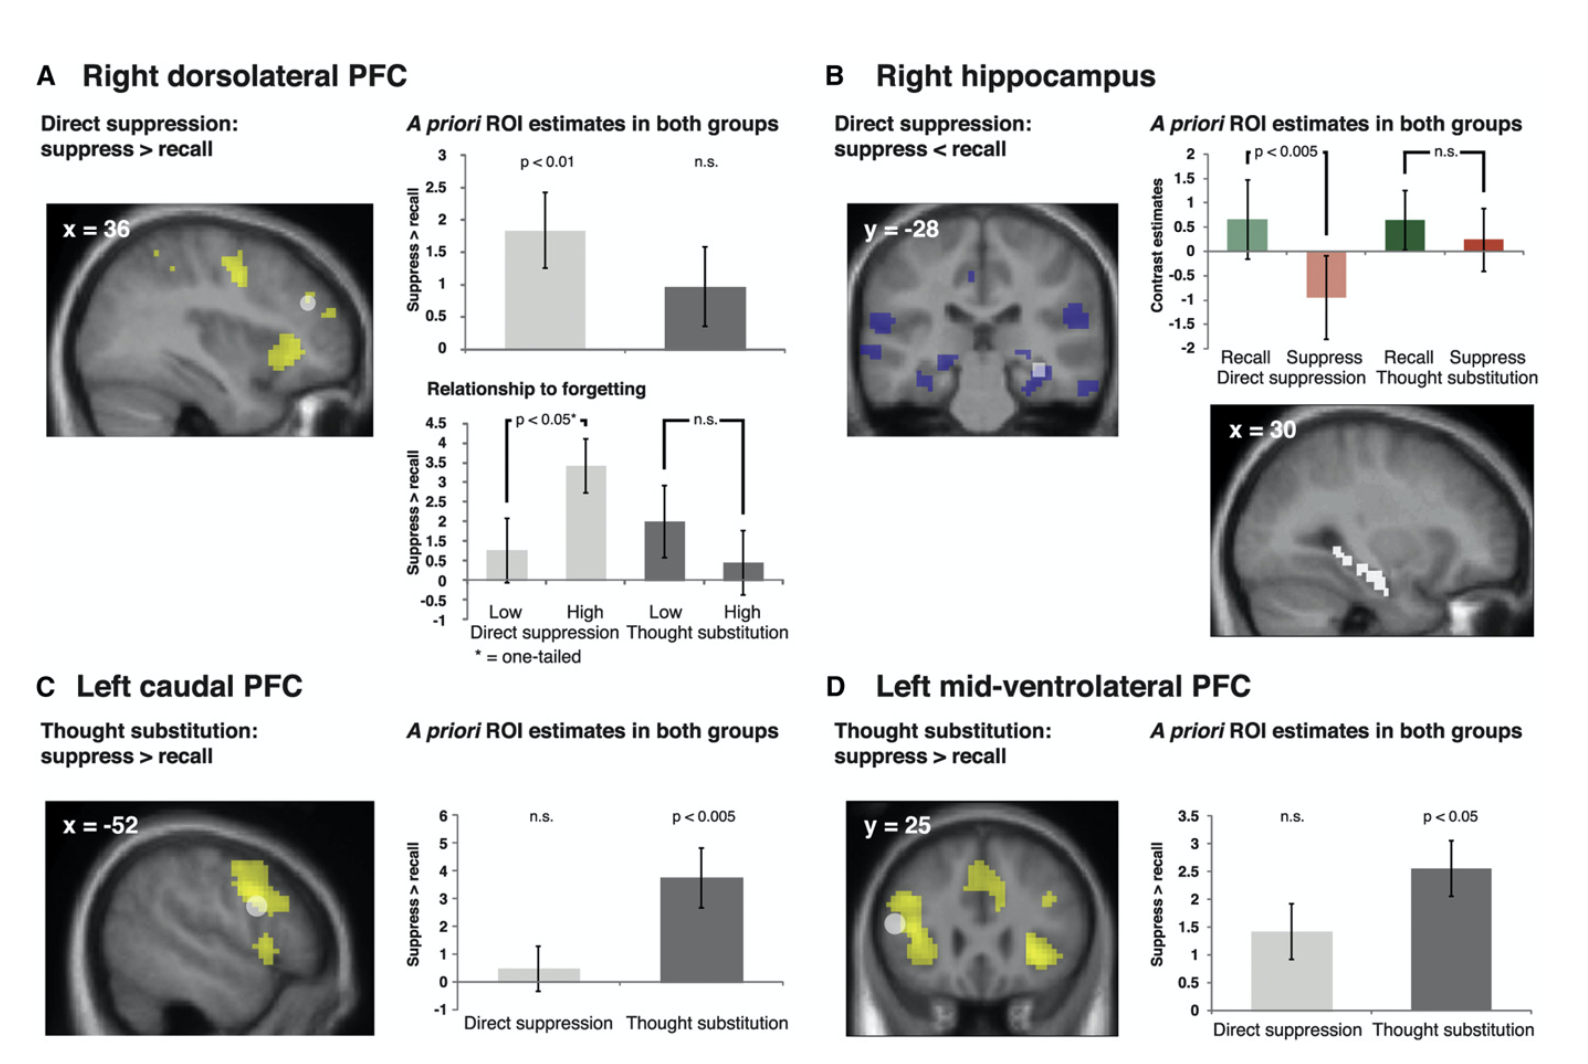 A Right dorsolateral PFC
Direct suppression:
suppress > recall
x = 36
A priori ROI estimates in both groups
Suppress > recall
3
2.5
2
1.5
1
0.5
0
p < 0.01
n.s.
Relationship to forgetting
Suppress > recall
4.5
4
3.5
3
2.5
2
1.5
0.5
0
-0.5
-1
p < 0.05*
n.s.
Low High Low High
Direct suppression Thought substitution
* = one-tailed
B Right hippocampus
Direct suppression:
suppress < recall
y = -28
A priori ROI estimates in both groups
Contrast estimates
2
1.5
1
0.5
0
-0.5
-1
-1.5
-2
p < 0.005
n.s.
Recall Suppress Recall Suppress
Direct suppression Thought substitution
x = 30
C Left caudal PFC
Thought substitution:
suppress > recall
x = -52
A priori ROI estimates in both groups
Suppress > recall
6
5
4
3
2
1
0
-1
n.s.
p < 0.005
Direct suppression Thought substitution
D Left mid-ventrolateral PFC
Thought substitution:
suppress > recall
y = 25
A priori ROI estimates in both groups
Suppress > recall
3.5
3
2.5
2
1.5
1
0.5
0
n.s.
p < 0.05
Direct suppression Thought substitution